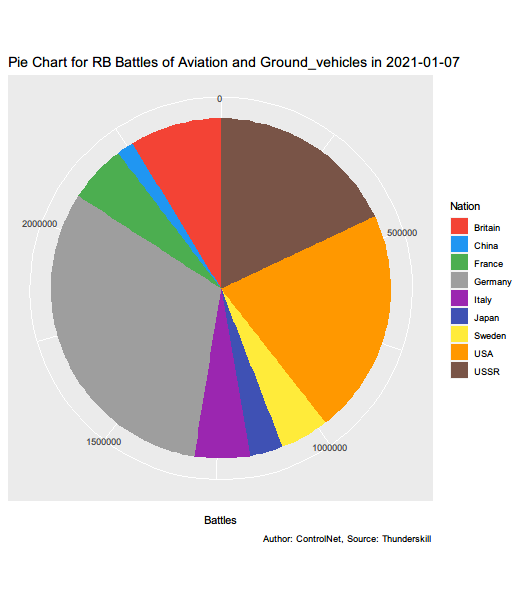 Pie Chart for RB Battles of Aviation and Ground_vehicles in 2021-01-07
0
500000
1000000
1500000
2000000
Nation
Britain
China
France
Germany
Italy
Japan
Sweden
USA
USSR
Battles
Author: ControlNet, Source: Thunderskill